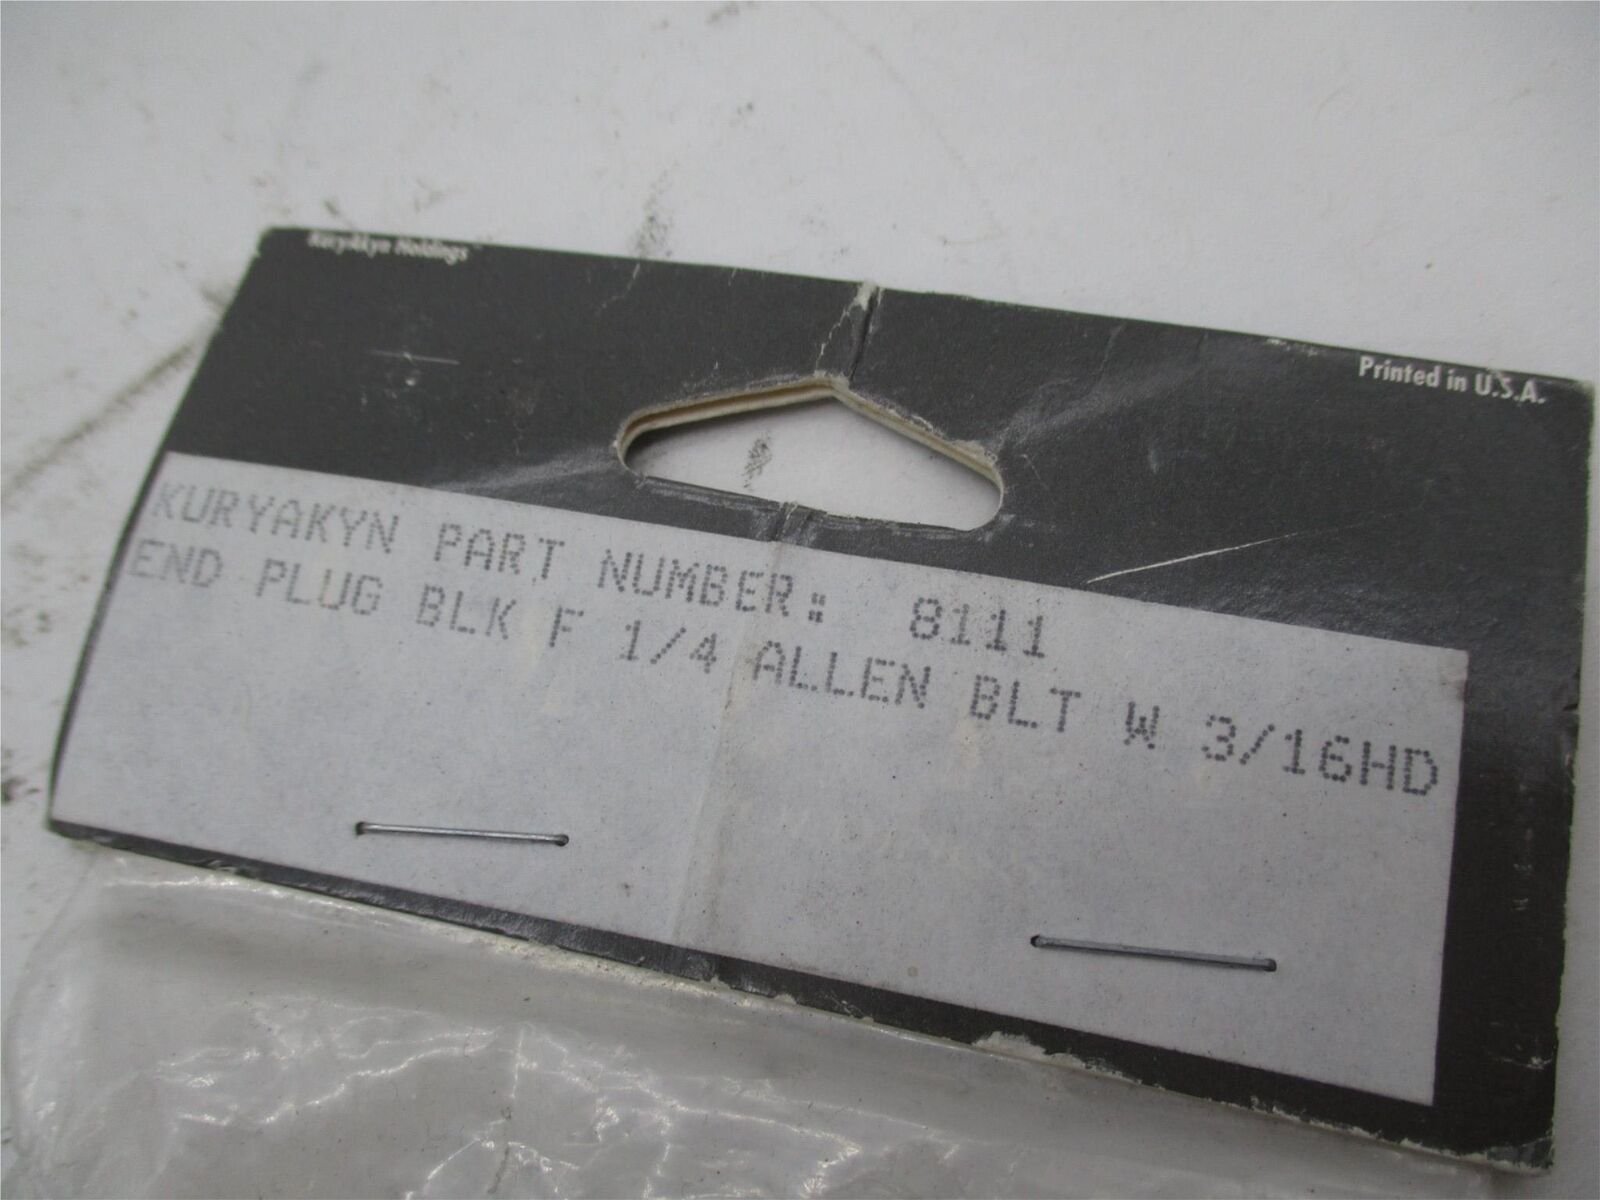 KuryAkyn Holdings
Printed in U.S.A.
KURYAKYN PART NUMBER: 8111
END PLUG BLK F 1/4 ALLEN BLT W 3/16HD